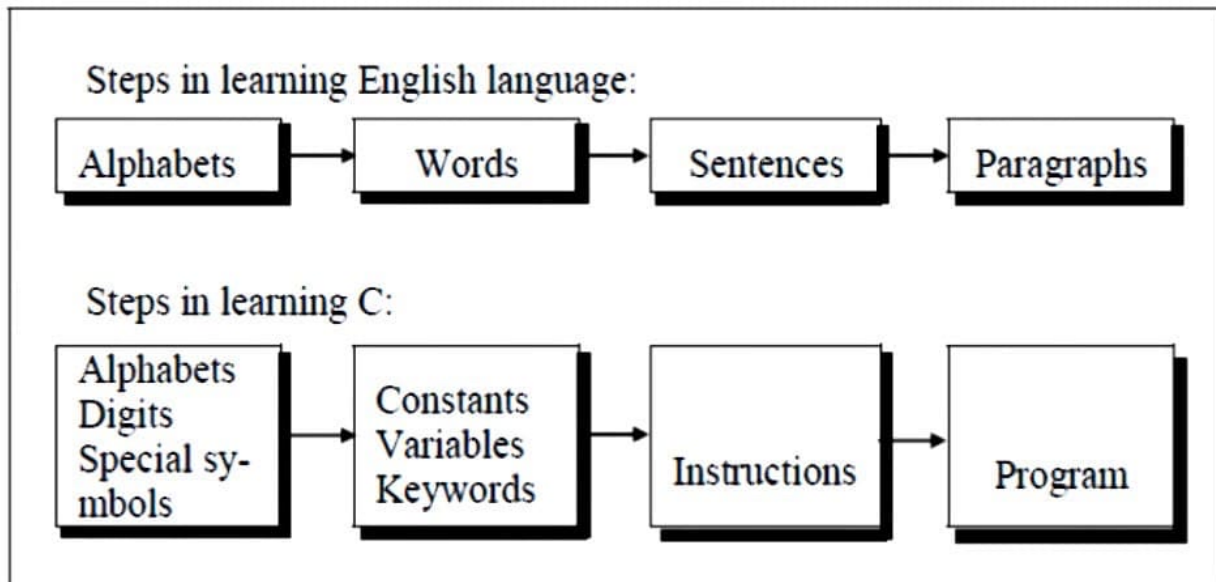 Steps in learning English language:
Alphabets
Words
Sentences
Paragraphs
Steps in learning C:
Alphabets
Digits
Special sy-
mbols
Constants
Variables
Keywords
Instructions
Program